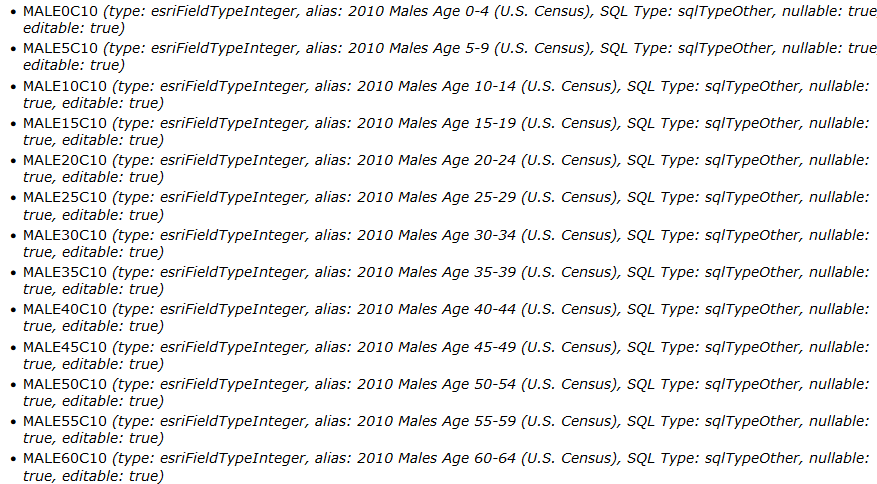 • MALE0C10 (type: esriFieldTypeInteger, alias: 2010 Males Age 0-4 (U.S. Census), SQL Type: sqlTypeOther, nullable: true
editable: true)
• MALE5C10 (type: esriFieldTypeInteger, alias: 2010 Males Age 5-9 (U.S. Census), SQL Type: sqlTypeOther, nullable: true
editable: true)
• MALE10C10 (type: esriFieldTypeInteger, alias: 2010 Males Age 10-14 (U.S. Census), SQL Type: sqlTypeOther, nullable:
true, editable: true)
• MALE15C10 (type: esriFieldTypeInteger, alias: 2010 Males Age 15-19 (U.S. Census), SQL Type: sqlTypeOther, nullable:
true, editable: true)
• MALE20C10 (type: esriFieldTypeInteger, alias: 2010 Males Age 20-24 (U.S. Census), SQL Type: sqlTypeOther, nullable:
true, editable: true)
• MALE25C10 (type: esriFieldTypeInteger, alias: 2010 Males Age 25-29 (U.S. Census), SQL Type: sqlTypeOther, nullable:
true, editable: true)
• MALE30C10 (type: esriFieldTypeInteger, alias: 2010 Males Age 30-34 (U.S. Census), SQL Type: sqlTypeOther, nullable:
true, editable: true)
• MALE35C10 (type: esriFieldTypeInteger, alias: 2010 Males Age 35-39 (U.S. Census), SQL Type: sqlTypeOther, nullable:
true, editable: true)
• MALE40C10 (type: esriFieldTypeInteger, alias: 2010 Males Age 40-44 (U.S. Census), SQL Type: sqlTypeOther, nullable:
true, editable: true)
• MALE45C10 (type: esriFieldTypeInteger, alias: 2010 Males Age 45-49 (U.S. Census), SQL Type: sqlTypeOther, nullable:
true, editable: true)
• MALE50C10 (type: esriFieldTypeInteger, alias: 2010 Males Age 50-54 (U.S. Census), SQL Type: sqlTypeOther, nullable:
true, editable: true)
• MALE55C10 (type: esriFieldTypeInteger, alias: 2010 Males Age 55-59 (U.S. Census), SQL Type: sqlTypeOther, nullable:
true, editable: true)
• MALE60C10 (type: esriFieldTypeInteger, alias: 2010 Males Age 60-64 (U.S. Census), SQL Type: sqlTypeOther, nullable:
true, editable: true)